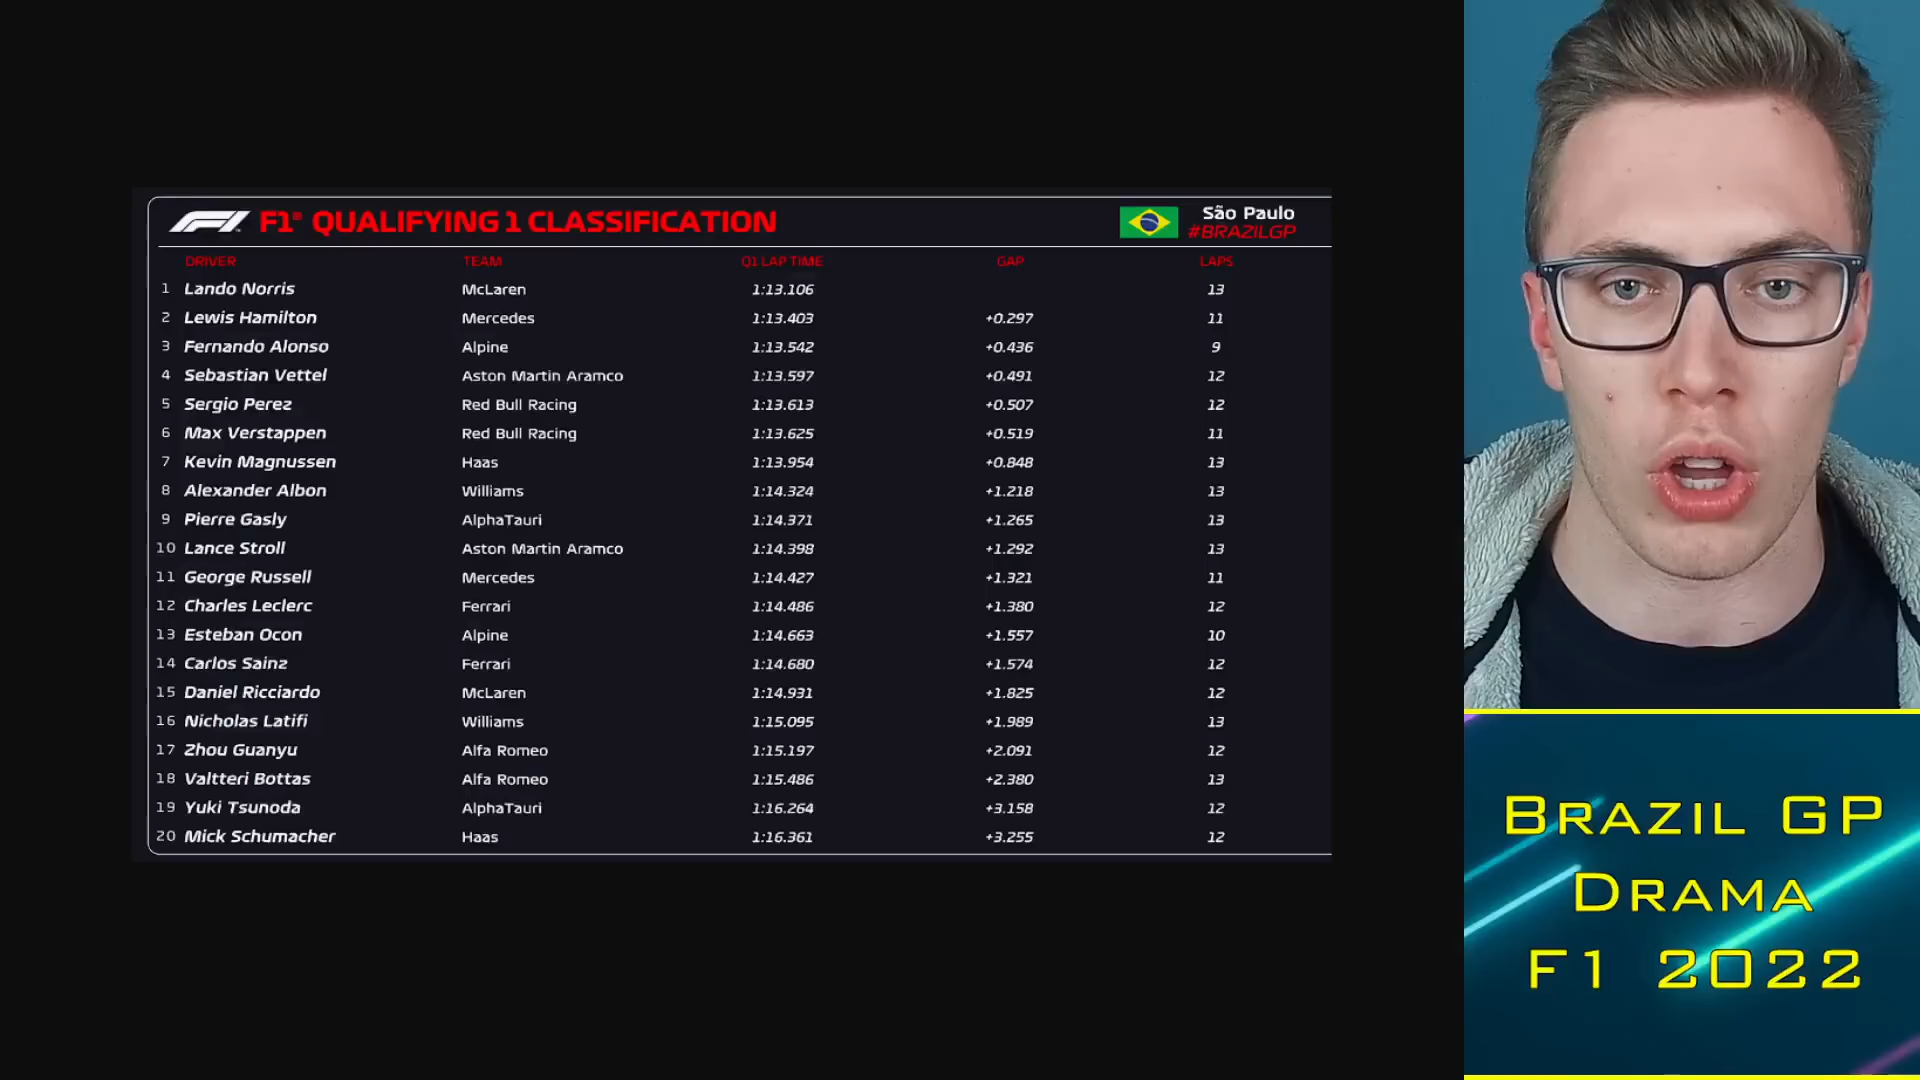 F1® QUALIFYING 1 CLASSIFICATION
São Paulo
#BRAZILGP
DRIVER TEAM Q1 LAP TIME GAP LAPS
1 Lando Norris McLaren 1:13.106 13
2 Lewis Hamilton Mercedes 1:13.403 +0.297 11
3 Fernando Alonso Alpine 1:13.542 +0.436 9
4 Sebastian Vettel Aston Martin Aramco 1:13.597 +0.491 12
5 Sergio Perez Red Bull Racing 1:13.613 +0.507 12
6 Max Verstappen Red Bull Racing 1:13.625 +0.519 11
7 Kevin Magnussen Haas 1:13.954 +0.848 13
8 Alexander Albon Williams 1:14.324 +1.218 13
9 Pierre Gasly AlphaTauri 1:14.371 +1.265 13
10 Lance Stroll Aston Martin Aramco 1:14.398 +1.292 13
11 George Russell Mercedes 1:14.427 +1.321 11
12 Charles Leclerc Ferrari 1:14.486 +1.380 12
13 Esteban Ocon Alpine 1:14.663 +1.557 10
14 Carlos Sainz Ferrari 1:14.680 +1.574 12
15 Daniel Ricciardo McLaren 1:14.931 +1.825 12
16 Nicholas Latifi Williams 1:15.095 +1.989 13
17 Zhou Guanyu Alfa Romeo 1:15.197 +2.091 12
18 Valtteri Bottas Alfa Romeo 1:15.486 +2.380 13
19 Yuki Tsunoda AlphaTauri 1:16.264 +3.158 12
20 Mick Schumacher Haas 1:16.361 +3.255 12
BRAZIL GP
DRAMA
F1 2022